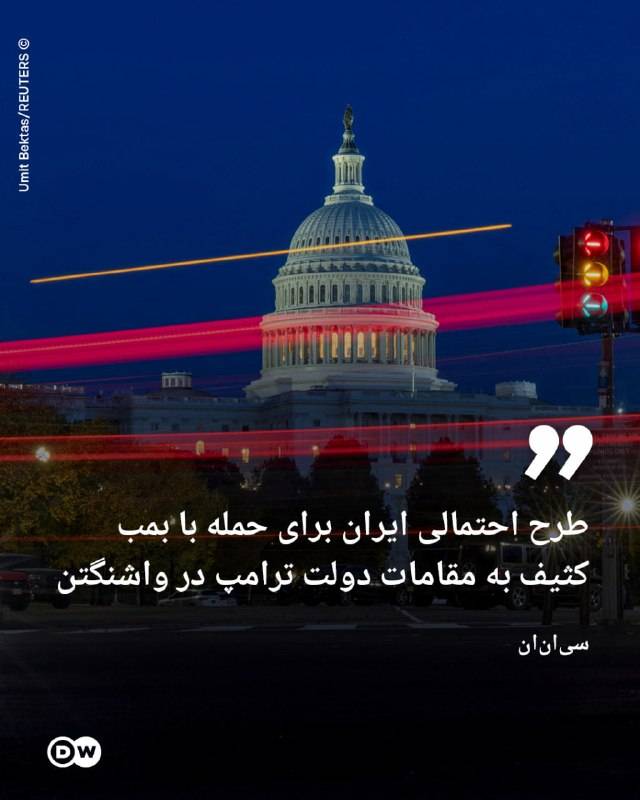 Umit Bektas/REUTERS ©
”
طرح احتمالی ایران برای حمله با بمب
کثیف به مقامات دولت ترامپ در واشنگتن
سی‌ان‌ان
DW